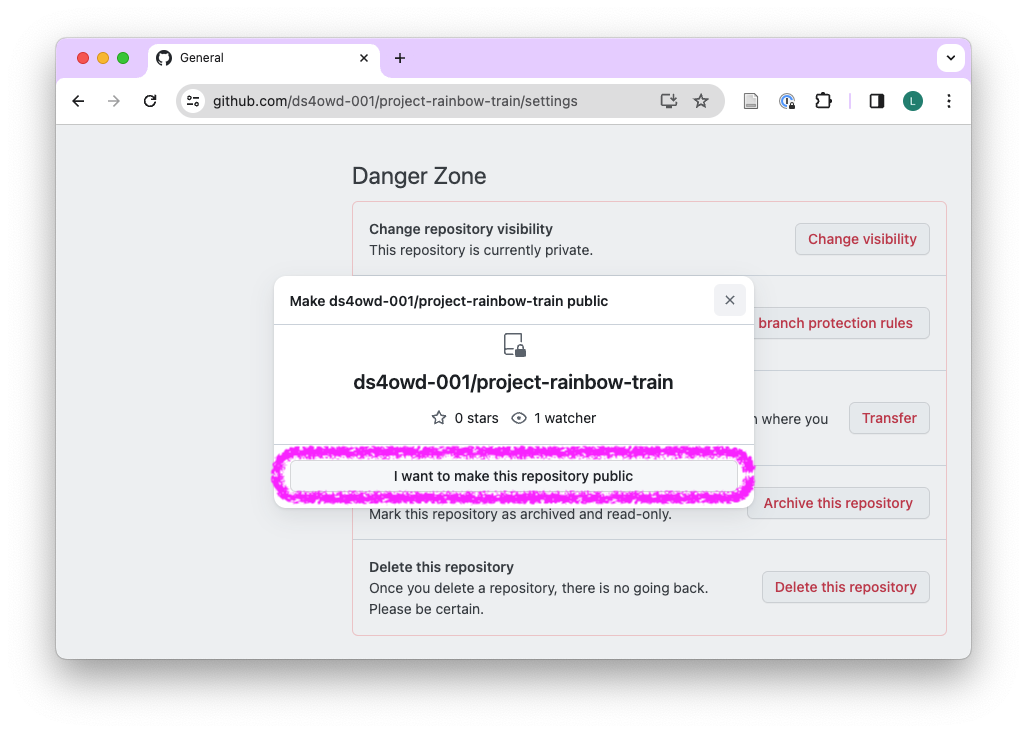 General
github.com/ds4owd-001/project-rainbow-train/settings
L
Danger Zone
Change repository visibility
This repository is currently private.
Change visibility
Make ds4owd-001/project-rainbow-train public
branch protection rules
ds4owd-001/project-rainbow-train
0 stars
1 watcher
where you
Transfer
I want to make this repository public
Archive this repository
Mark this repository as archived and read-only.
Delete this repository
Once you delete a repository, there is no going back.
Please be certain.
Delete this repository